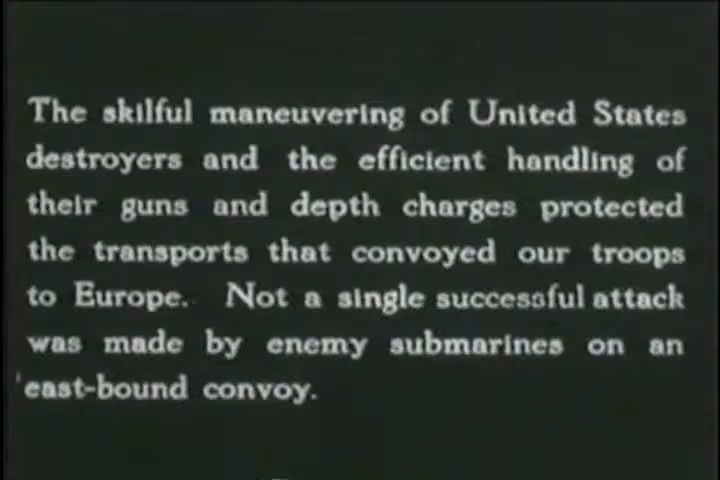 The skilful maneuvering of United States
destroyers and the efficient handling of
their guns and depth charges protected
the transports that convoyed our troops
to Europe. Not a single successful attack
was made by enemy submarines on an
east-bound convoy.